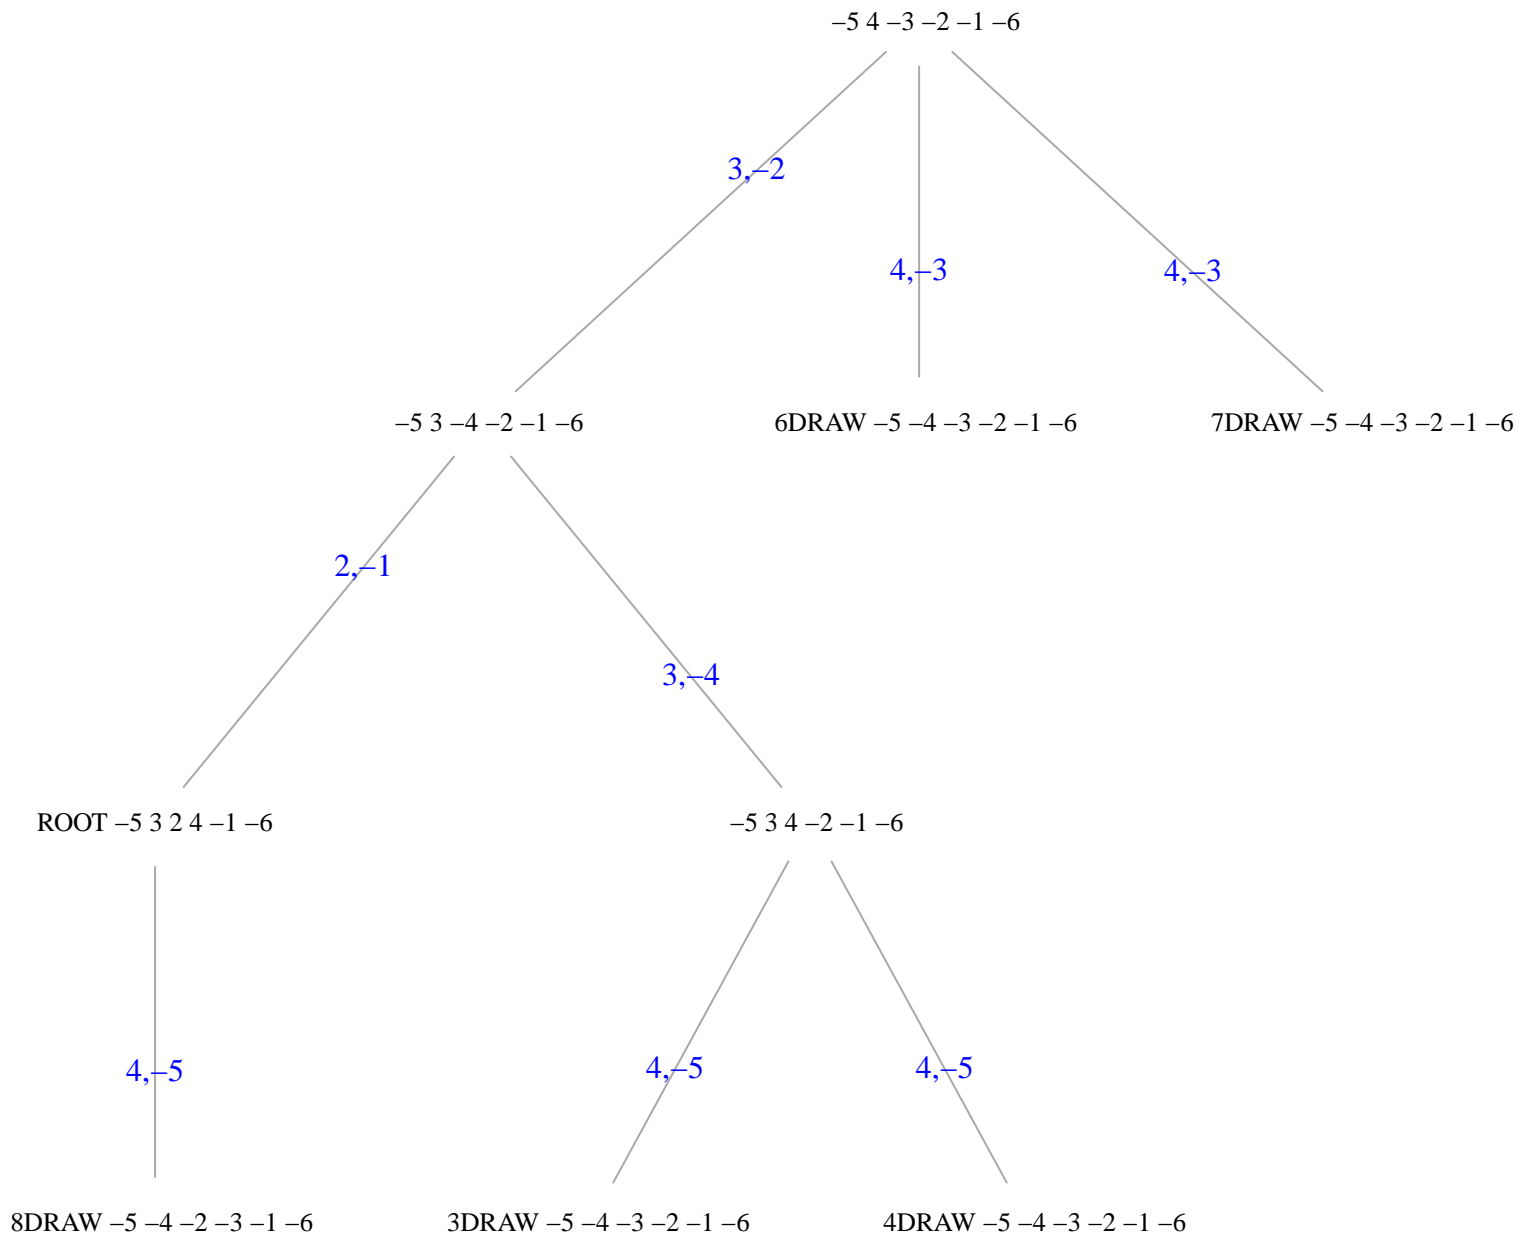 –5 4 –3 –2 –1 –6
3,–2
4,–3
4,–3
–5 3 –4 –2 –1 –6
6DRAW –5 –4 –3 –2 –1 –6
7DRAW –5 –4 –3 –2 –1 –6
2,–1
3,–4
ROOT –5 3 2 4 –1 –6
–5 3 4 –2 –1 –6
4,–5
4,–5
4,–5
8DRAW –5 –4 –2 –3 –1 –6
3DRAW –5 –4 –3 –2 –1 –6
4DRAW –5 –4 –3 –2 –1 –6